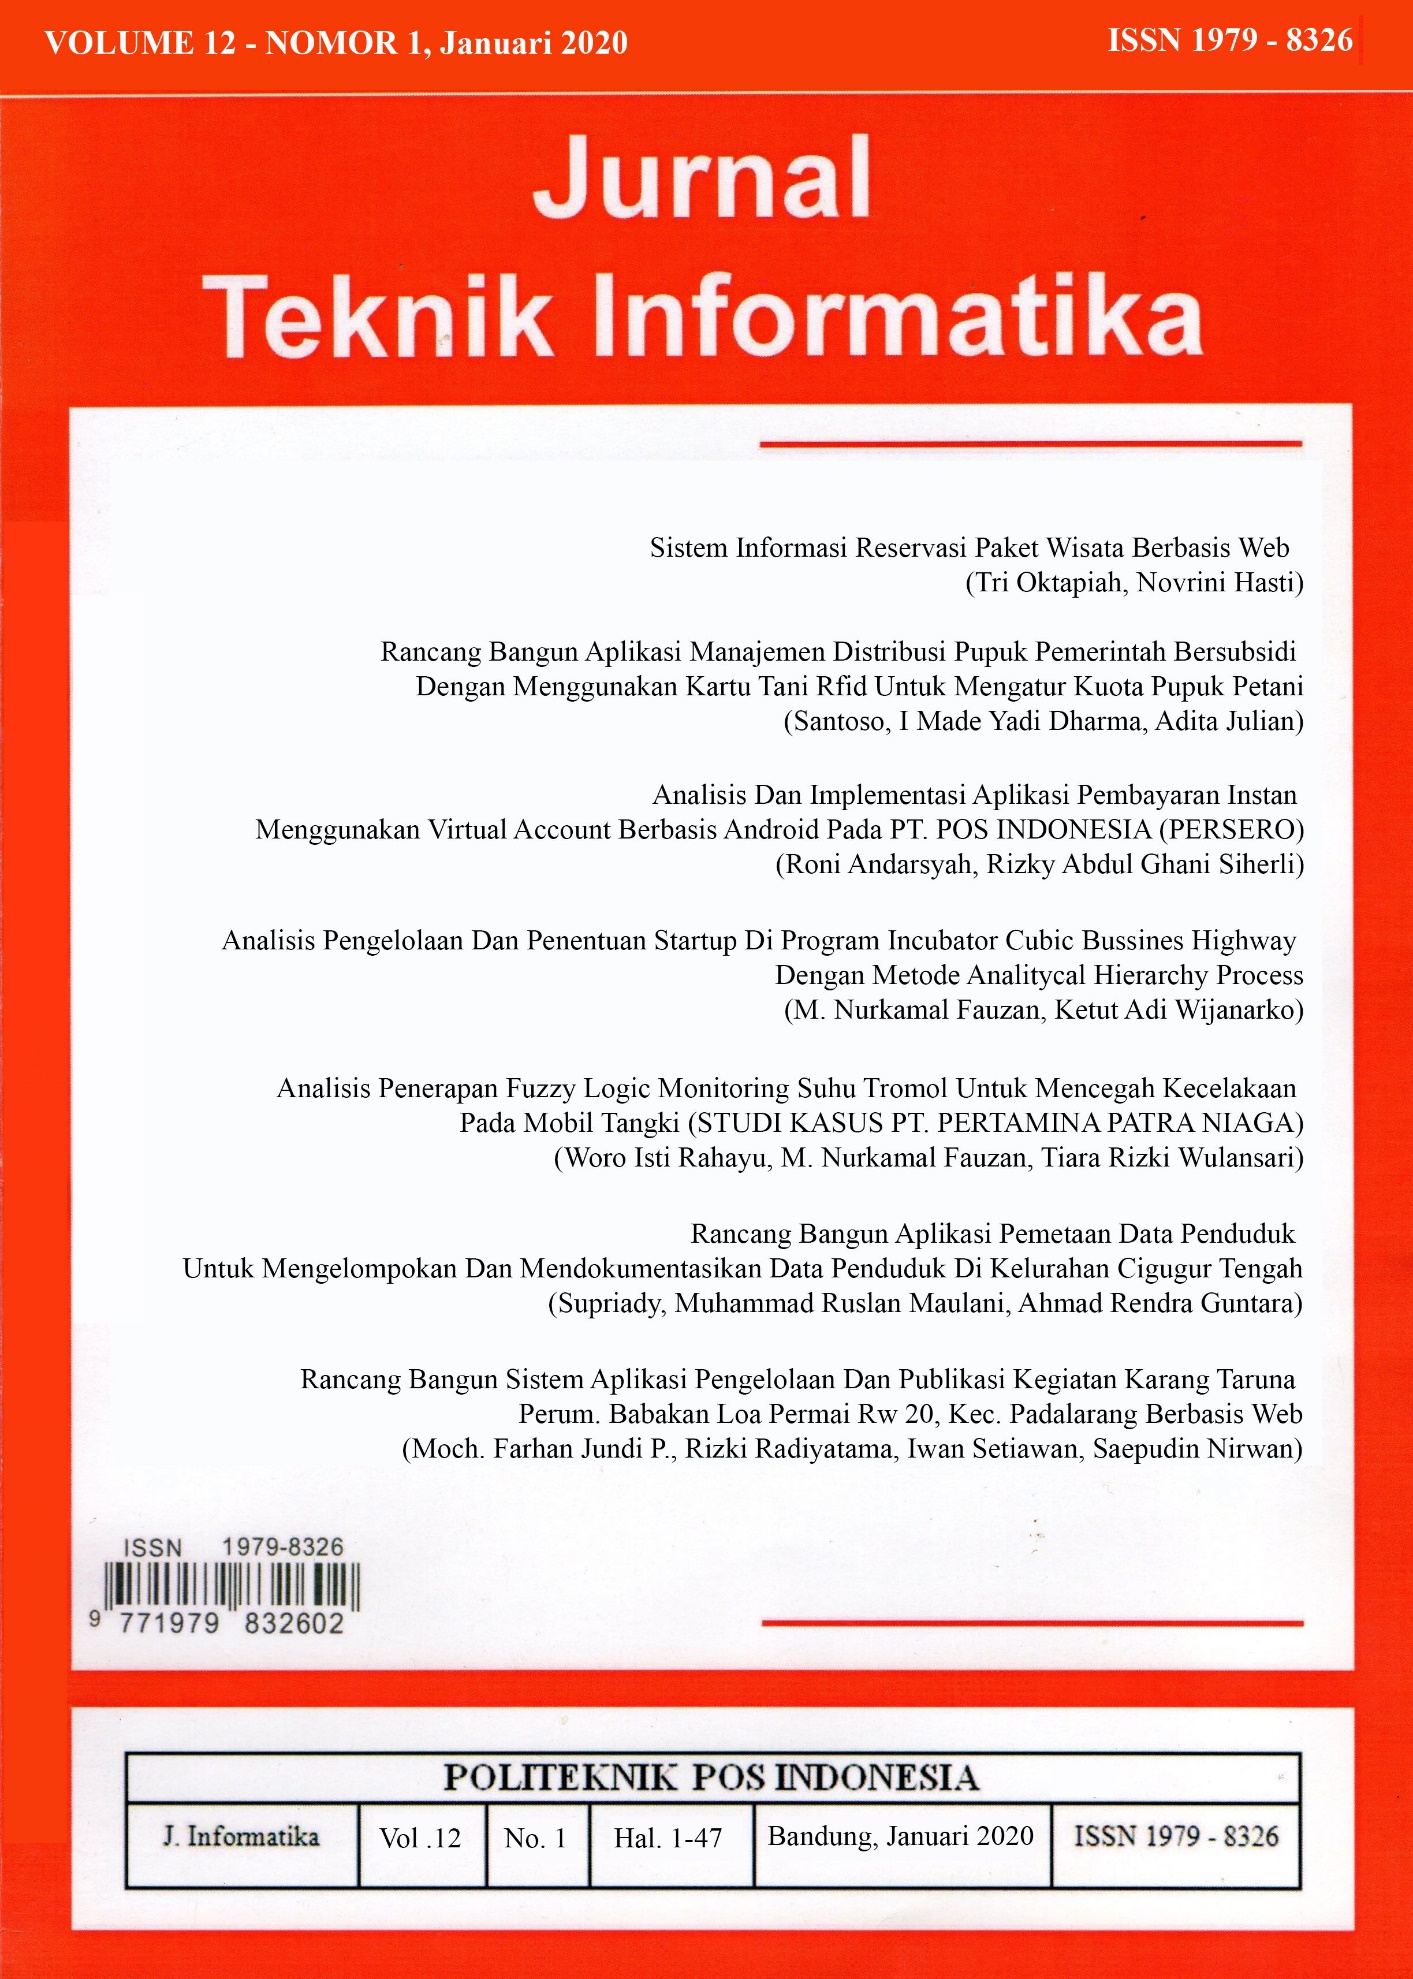 VOLUME 12 - NOMOR 1, Januari 2020
ISSN 1979 - 8326
Jurnal
Teknik Informatika
Sistem Informasi Reservasi Paket Wisata Berbasis Web
(Tri Oktapiah, Novrini Hasti)
Rancang Bangun Aplikasi Manajemen Distribusi Pupuk Pemerintah Bersubsidi
Dengan Menggunakan Kartu Tani Rfid Untuk Mengatur Kuota Pupuk Petani
(Santoso, I Made Yadi Dharma, Adita Julian)
Analisis Dan Implementasi Aplikasi Pembayaran Instan
Menggunakan Virtual Account Berbasis Android Pada PT. POS INDONESIA (PERSERO)
(Roni Andarsyah, Rizky Abdul Ghani Siherli)
Analisis Pengelolaan Dan Penentuan Startup Di Program Incubator Cubic Bussines Highway
Dengan Metode Analitycal Hierarchy Process
(M. Nurkamal Fauzan, Ketut Adi Wijanarko)
Analisis Penerapan Fuzzy Logic Monitoring Suhu Tromol Untuk Mencegah Kecelakaan
Pada Mobil Tangki (STUDI KASUS PT. PERTAMINA PATRA NIAGA)
(Woro Isti Rahayu, M. Nurkamal Fauzan, Tiara Rizki Wulansari)
Rancang Bangun Aplikasi Pemetaan Data Penduduk
Untuk Mengelompokan Dan Mendokumentasikan Data Penduduk Di Kelurahan Cigugur Tengah
(Supriady, Muhammad Ruslan Maulani, Ahmad Rendra Guntara)
Rancang Bangun Sistem Aplikasi Pengelolaan Dan Publikasi Kegiatan Karang Taruna
Perum. Babakan Loa Permai Rw 20, Kec. Padalarang Berbasis Web
(Moch. Farhan Jundi P., Rizki Radiyatama, Iwan Setiawan, Saepudin Nirwan)
ISSN 1979-8326
9 771979 832602
POLITEKNIK POS INDONESIA
J. Informatika Vol .12 No. 1 Hal. 1-47 Bandung, Januari 2020 ISSN 1979 - 8326